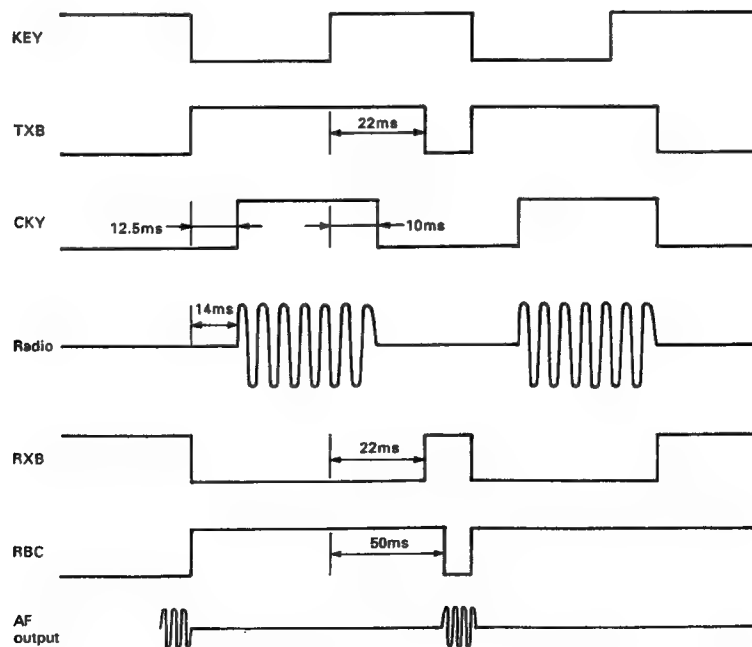 KEY
TXB
22ms
CKY
12.5ms
10ms
14ms
Radio
RXB
22ms
RBC
50ms
AF
output